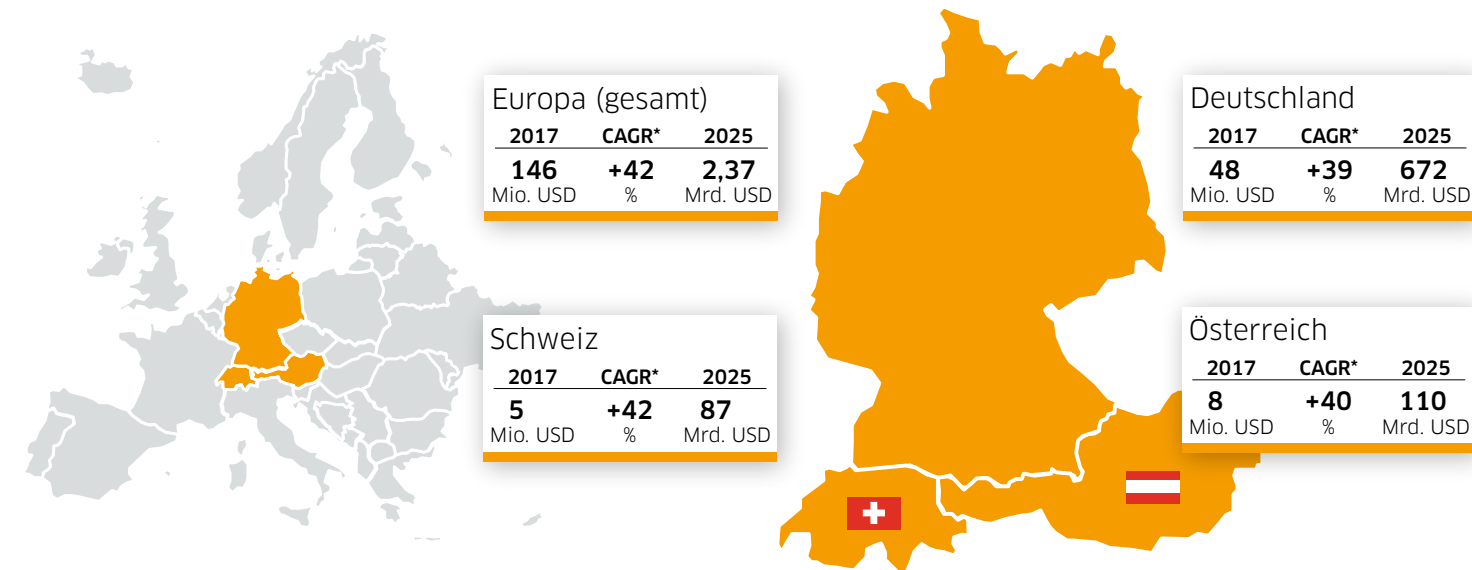 Europa (gesamt)
2017 CAGR* 2025
146 +42 2,37
Mio. USD % Mrd. USD
Schweiz
2017 CAGR* 2025
5 +42 87
Mio. USD % Mrd. USD
Deutschland
2017 CAGR* 2025
48 +39 672
Mio. USD % Mrd. USD
Österreich
2017 CAGR* 2025
8 +40 110
Mio. USD % Mrd. USD